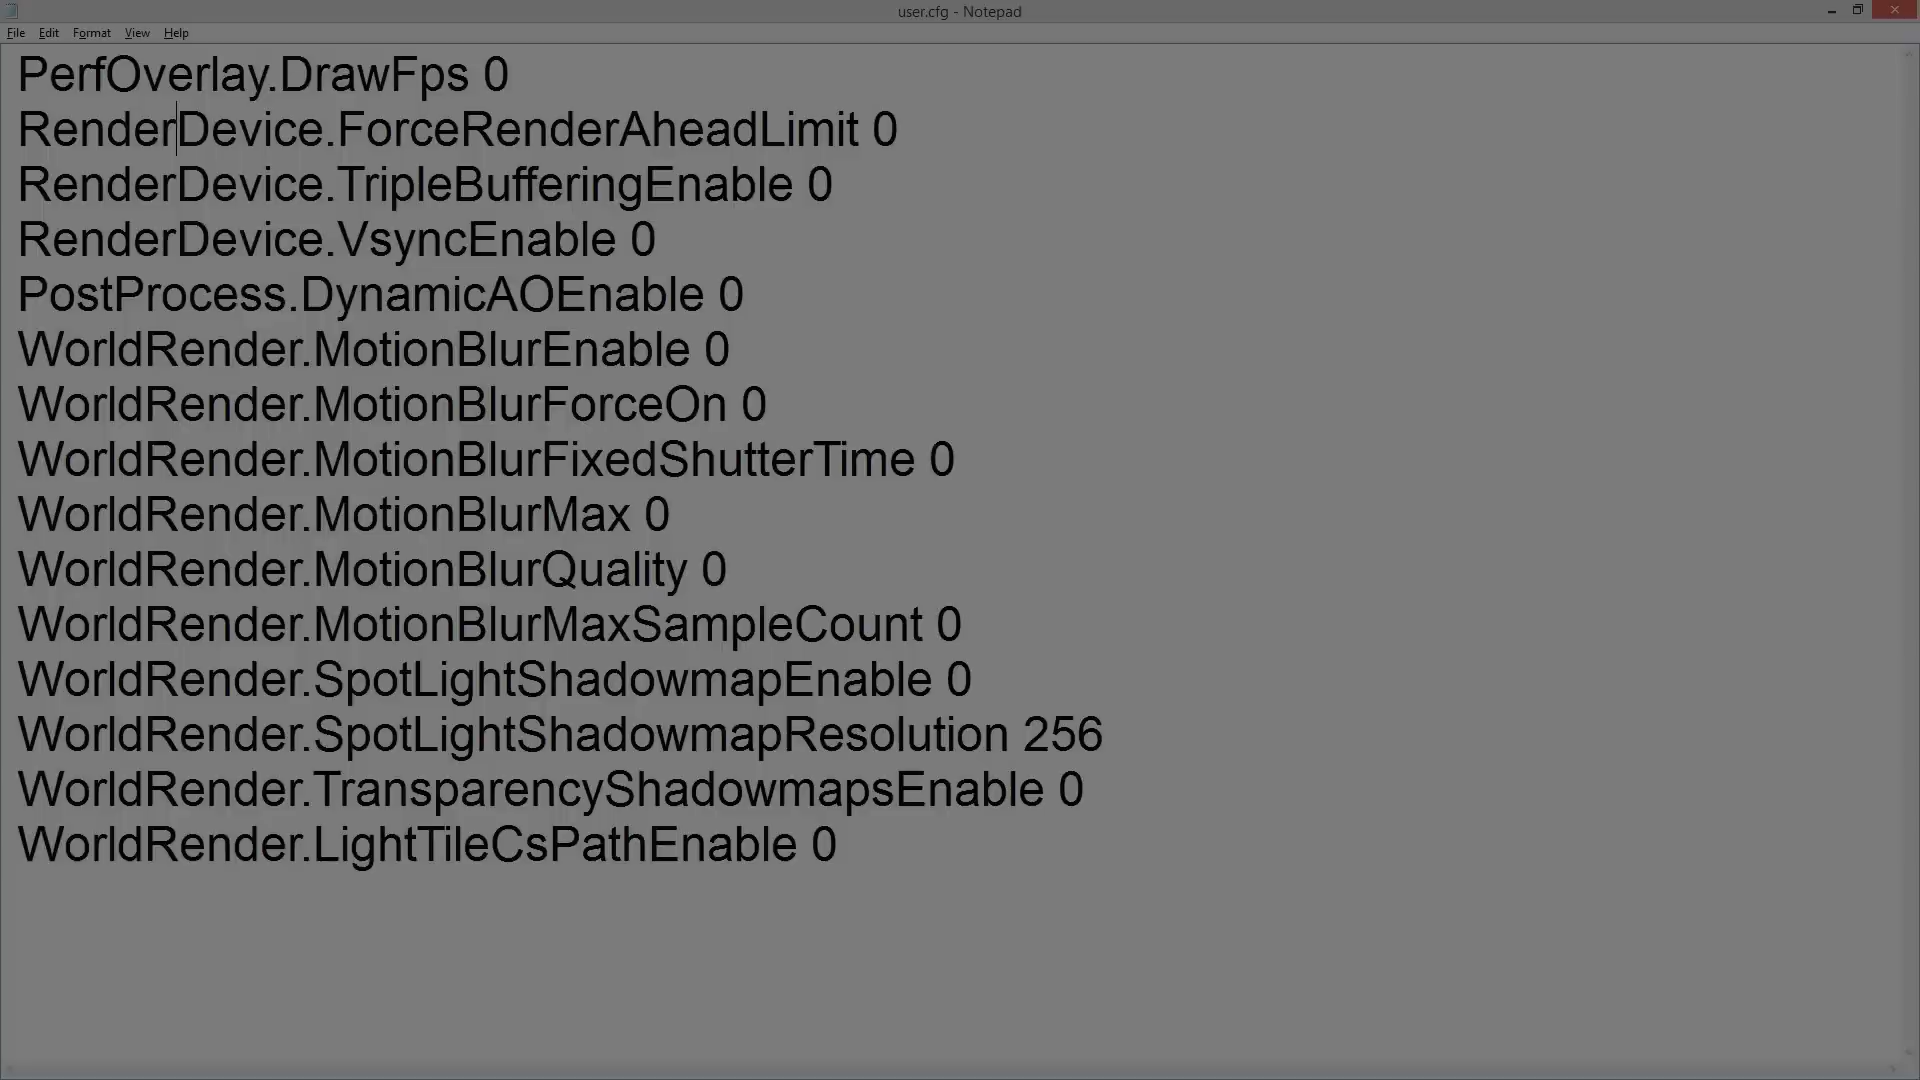 user.cfg - Notepad
File Edit Format View Help
PerfOverlay.DrawFps 0
RenderDevice.ForceRenderAheadLimit 0
RenderDevice.TripleBufferingEnable 0
RenderDevice.VsyncEnable 0
PostProcess.DynamicAOEnable 0
WorldRender.MotionBlurEnable 0
WorldRender.MotionBlurForceOn 0
WorldRender.MotionBlurFixedShutterTime 0
WorldRender.MotionBlurMax 0
WorldRender.MotionBlurQuality 0
WorldRender.MotionBlurMaxSampleCount 0
WorldRender.SpotLightShadowmapEnable 0
WorldRender.SpotLightShadowmapResolution 256
WorldRender.TransparencyShadowmapsEnable 0
WorldRender.LightTileCsPathEnable 0